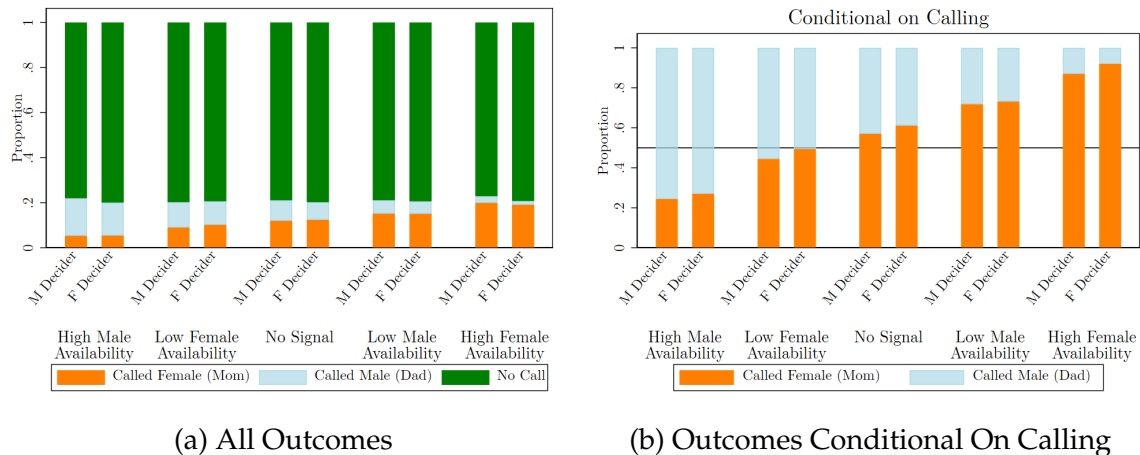 Proportion
0 .2 .4 .6 .8 1
M Decider F Decider M Decider F Decider M Decider F Decider M Decider F Decider M Decider F Decider
High Male Low Female No Signal Low Male High Female
Availability Availability Availability Availability
Called Female (Mom) Called Male (Dad) No Call
(a) All Outcomes
Conditional on Calling
Proportion
0 .2 .4 .6 .8 1
M Decider F Decider M Decider F Decider M Decider F Decider M Decider F Decider M Decider F Decider
High Male Low Female No Signal Low Male High Female
Availability Availability Availability Availability
Called Female (Mom) Called Male (Dad)
(b) Outcomes Conditional On Calling